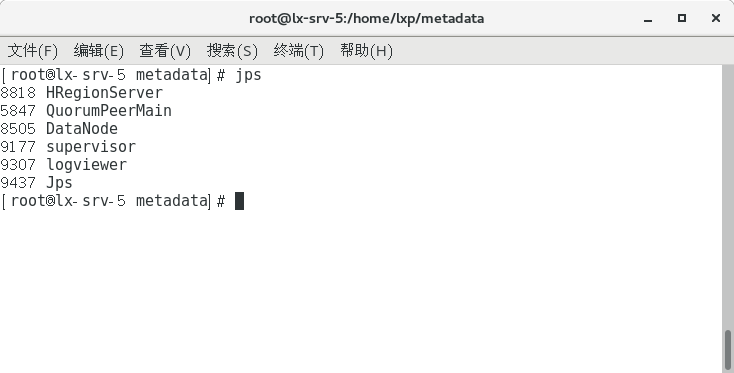 root@lx-srv-5:/home/lxp/metadata
文件(F) 编辑(E) 查看(V) 搜索(S) 终端(T) 帮助(H)
[root@lx-srv-5 metadata]# jps
8818 HRegionServer
5847 QuorumPeerMain
8505 DataNode
9177 supervisor
9307 logviewer
9437 Jps
[root@lx-srv-5 metadata]#